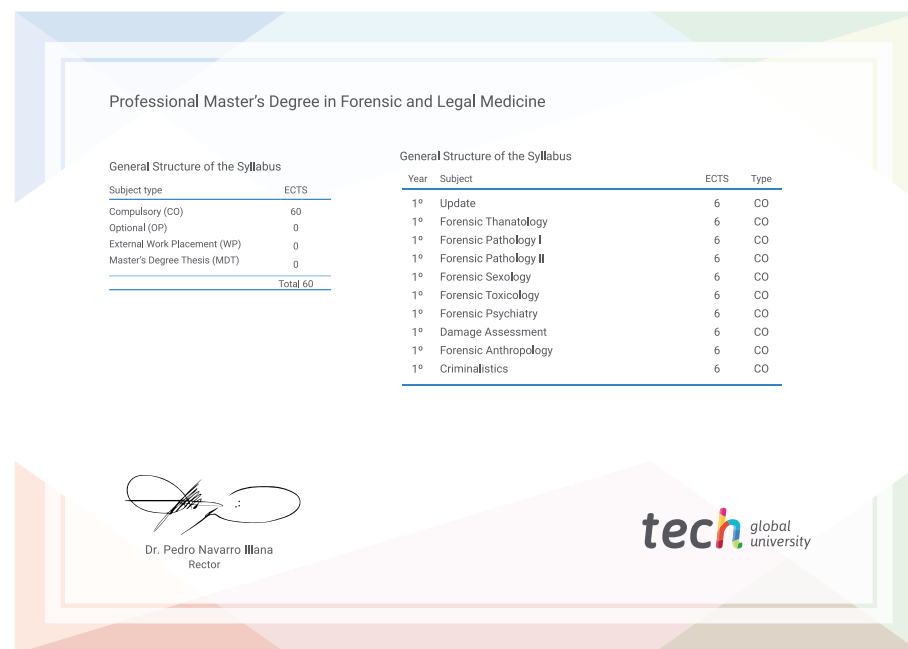 Professional Master's Degree in Forensic and Legal Medicine
General Structure of the Syllabus
Subject type ECTS
Compulsory (CO) 60
Optional (OP) 0
External Work Placement (WP) 0
Master's Degree Thesis (MDT) 0
Total 60
General Structure of the Syllabus
Year Subject ECTS Type
1º Update 6 CO
1º Forensic Thanatology 6 CO
1º Forensic Pathology I 6 CO
1º Forensic Pathology II 6 CO
1º Forensic Sexology 6 CO
1º Forensic Toxicology 6 CO
1º Forensic Psychiatry 6 CO
1º Damage Assessment 6 CO
1º Forensic Anthropology 6 CO
1º Criminalistics 6 CO
Dr. Pedro Navarro Illana
Rector
tech global
university